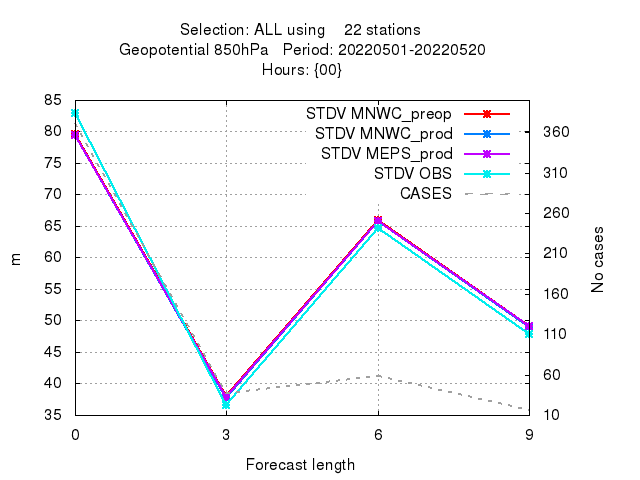 Selection: ALL using    22 stations
Geopotential 850hPa   Period: 20220501-20220520
Hours: {00}
STDV MNWC_preop
STDV MNWC_prod
STDV MEPS_prod
STDV OBS
CASES
85
80
75
70
65
60
55
50
45
40
35
m
360
310
260
210
160
110
60
10
No cases
0 3 6 9
Forecast length